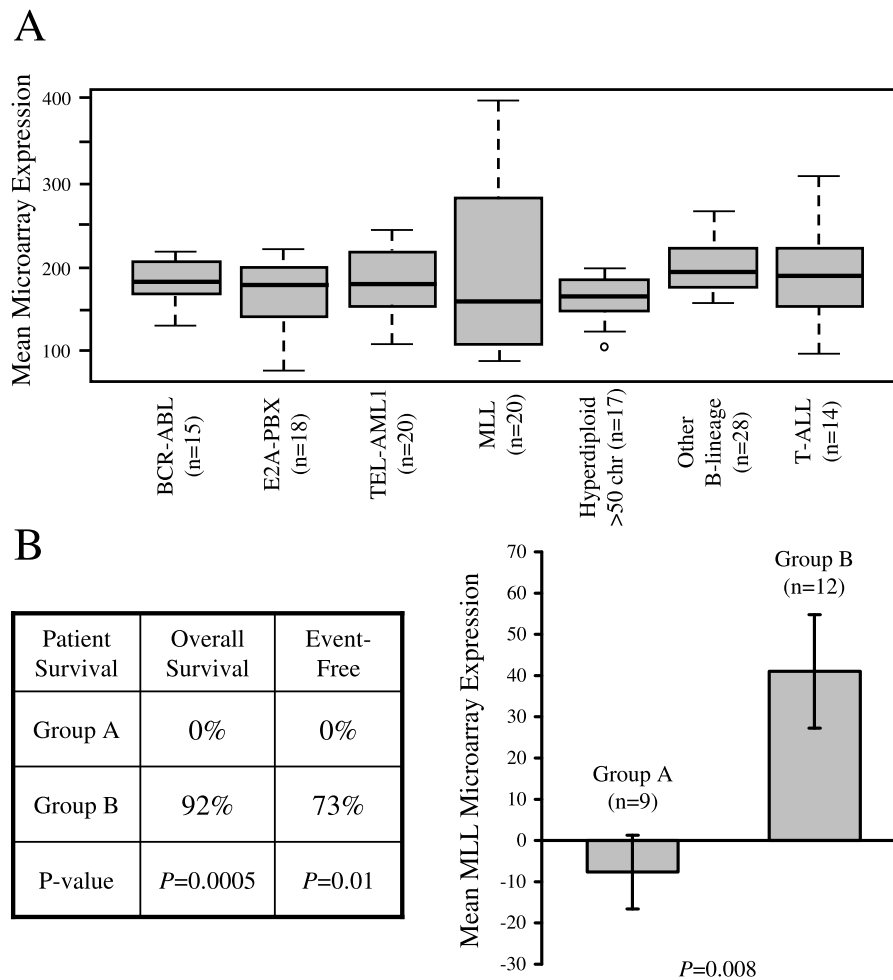 A
Mean Microarray Expression
400
300
200
100
BCR-ABL
(n=15)
E2A-PBX
(n=18)
TEL-AML1
(n=20)
MLL
(n=20)
Hyperdiploid
>50 chr (n=17)
Other
B-lineage
(n=28)
T-ALL
(n=14)
B
Patient Survival
Overall Survival
Event-Free
Group A
0%
0%
Group B
92%
73%
P-value
P=0.0005
P=0.01
Mean MLL Microarray Expression
70
60
50
40
30
20
10
0
-10
-20
-30
Group A
(n=9)
Group B
(n=12)
P=0.008